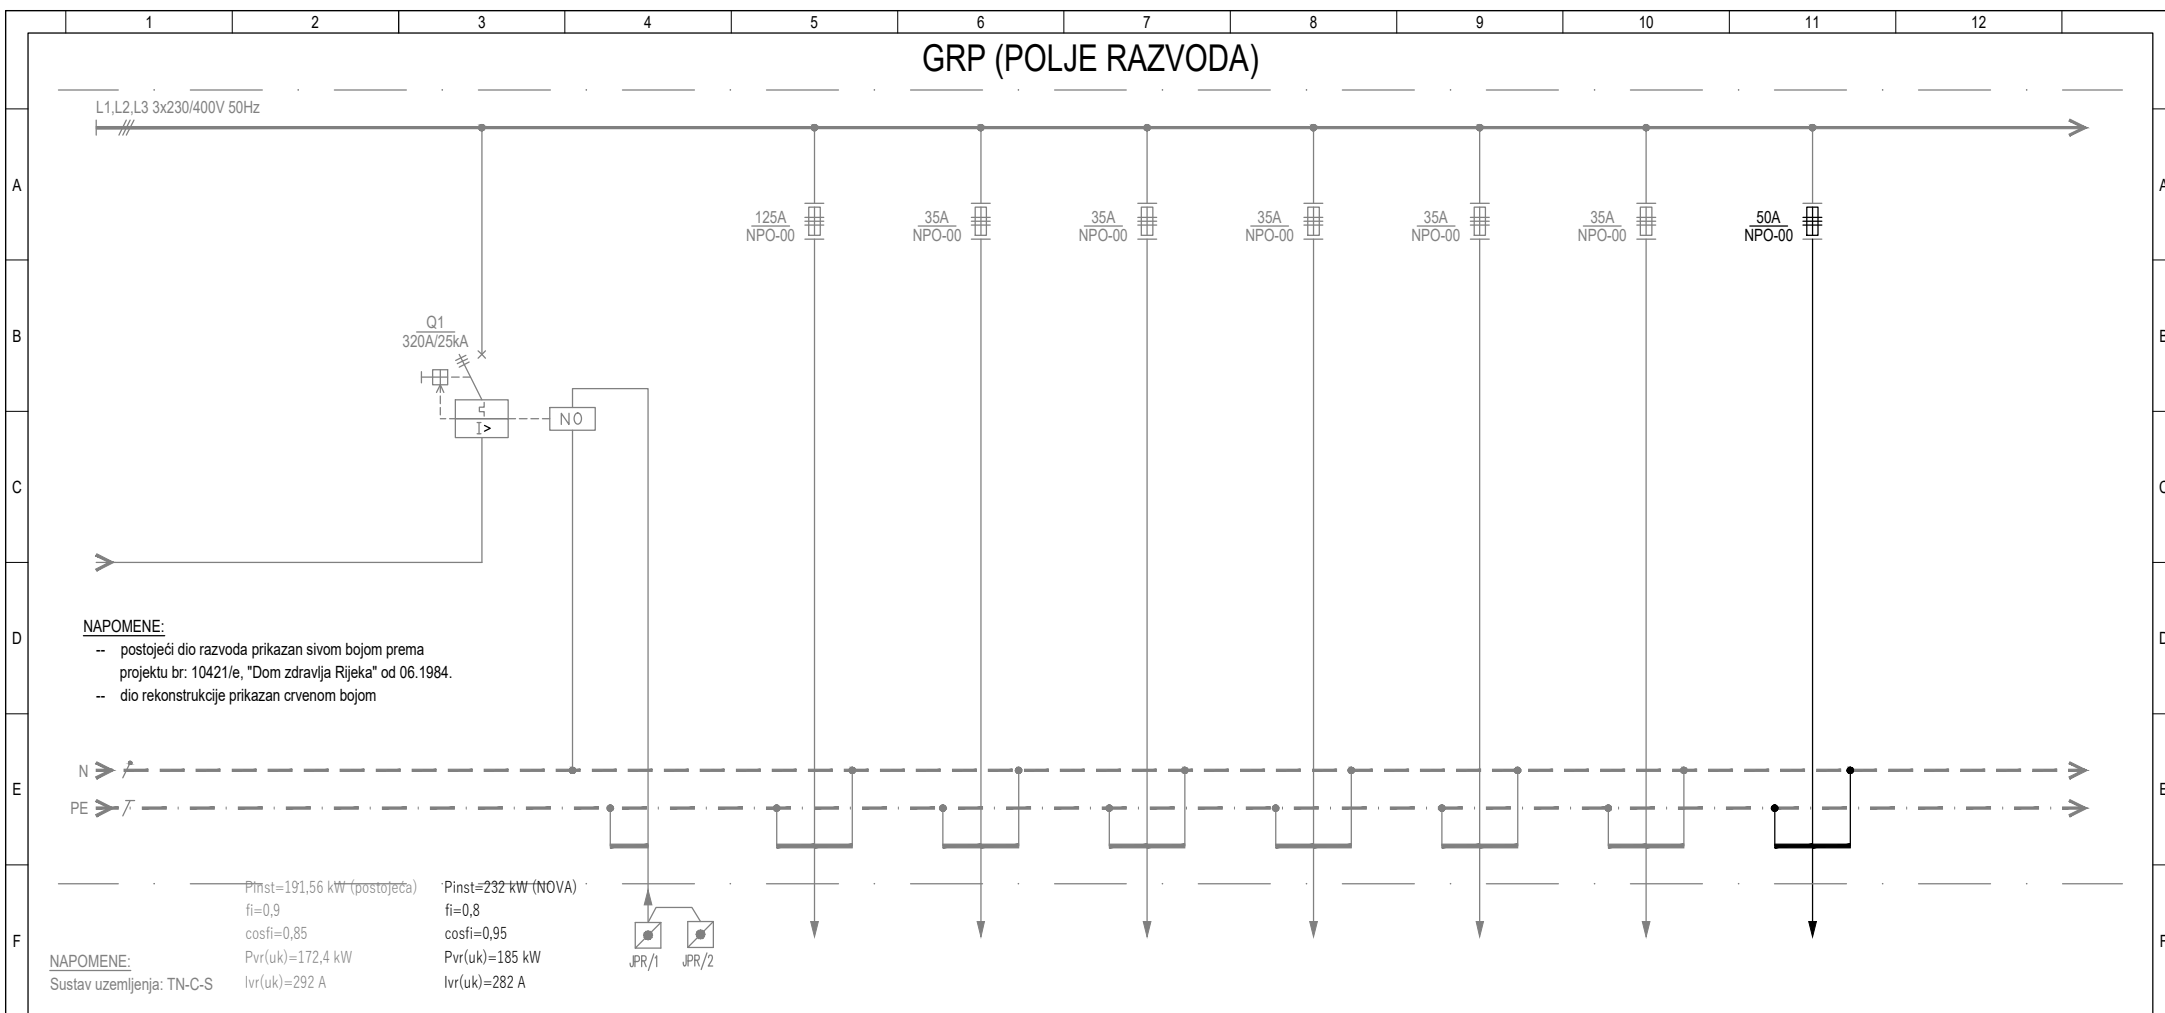 1 2 3 4 5 6 7 8 9 10 11 12
GRP (POLJE RAZVODA)
L1,L2,L3 3x230/400V 50Hz
A
A
125A
NPO-00
35A
NPO-00
35A
NPO-00
35A
NPO-00
35A
NPO-00
35A
NPO-00
50A
NPO-00
B
B
Q1
320A/25kA
I>
NO
C
C
D
D
NAPOMENE:
-- postojeći dio razvoda prikazan sivom bojom prema
projektu br: 10421/e, "Dom zdravlja Rijeka" od 06.1984.
-- dio rekonstrukcije prikazan crvenom bojom
N
E
E
PE
Pinst=191,56 kW (postojeća)
fi=0,9
cosfi=0,85
Pvr(uk)=172,4 kW
Ivr(uk)=292 A
Pinst=232 kW (NOVA)
fi=0,8
cosfi=0,95
Pvr(uk)=185 kW
Ivr(uk)=282 A
JPR/1
JPR/2
F
F
NAPOMENE:
Sustav uzemljenja: TN-C-S